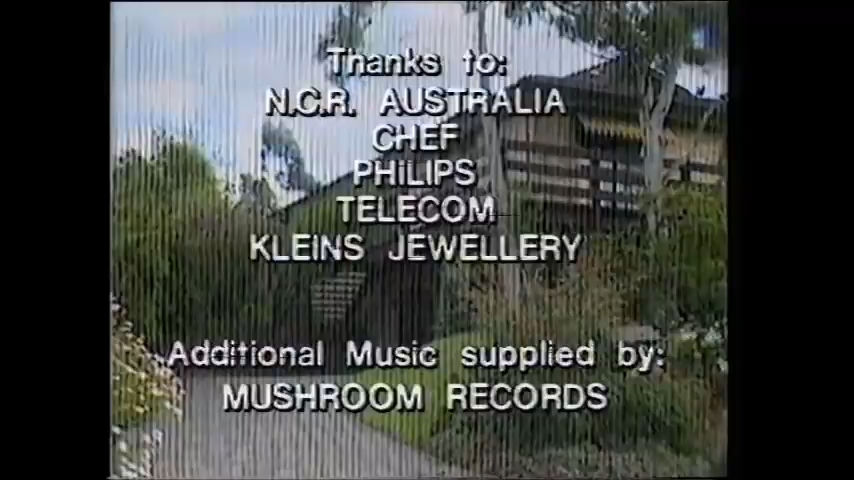 Thanks to:
N.C.R. AUSTRALIA
CHEF
PHILIPS
TELECOM
KLEINS JEWELLERY
Additional Music supplied by:
MUSHROOM RECORDS